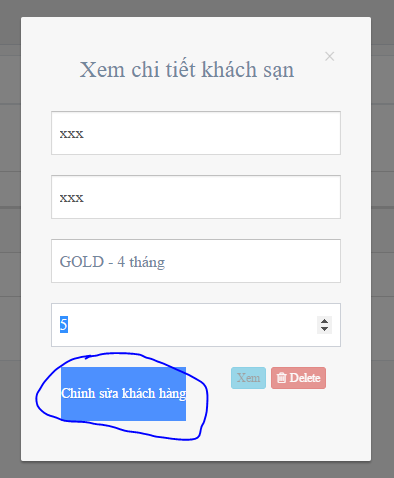 Xem chi tiết khách sạn
×
xxx
xxx
GOLD - 4 tháng
5
Chỉnh sửa khách hàng
Xem
Delete